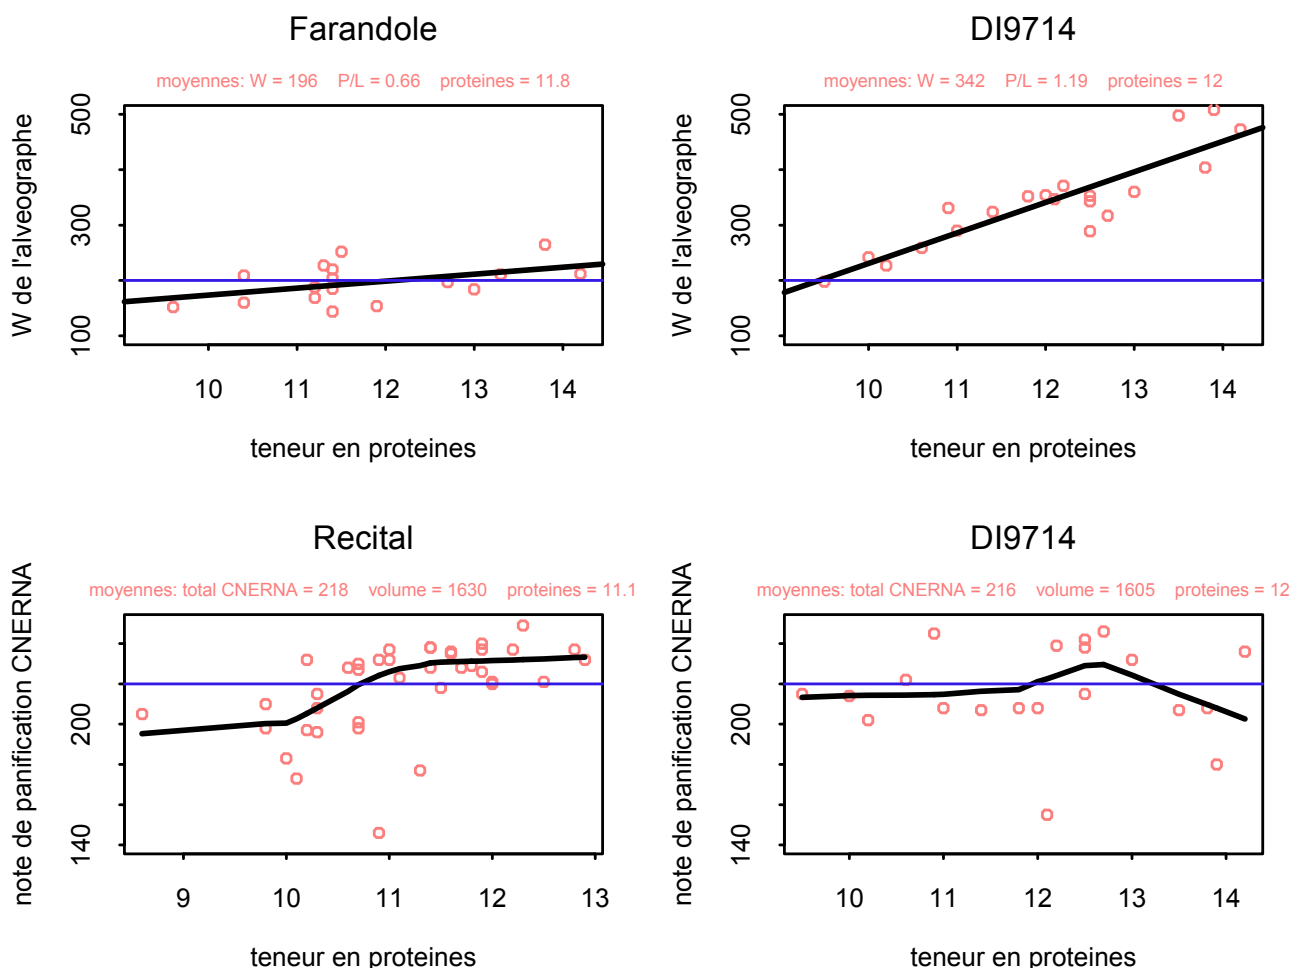 Farandole
moyennes: W = 196 P/L = 0.66 proteines = 11.8
W de l'alveographe
500
300
100
10 11 12 13 14
teneur en proteines
DI9714
moyennes: W = 342 P/L = 1.19 proteines = 12
W de l'alveographe
500
300
100
10 11 12 13 14
teneur en proteines
Recital
moyennes: total CNERNA = 218 volume = 1630 proteines = 11.1
note de panification CNERNA
200
140
9 10 11 12 13
teneur en proteines
DI9714
moyennes: total CNERNA = 216 volume = 1605 proteines = 12
note de panification CNERNA
200
140
10 11 12 13 14
teneur en proteines